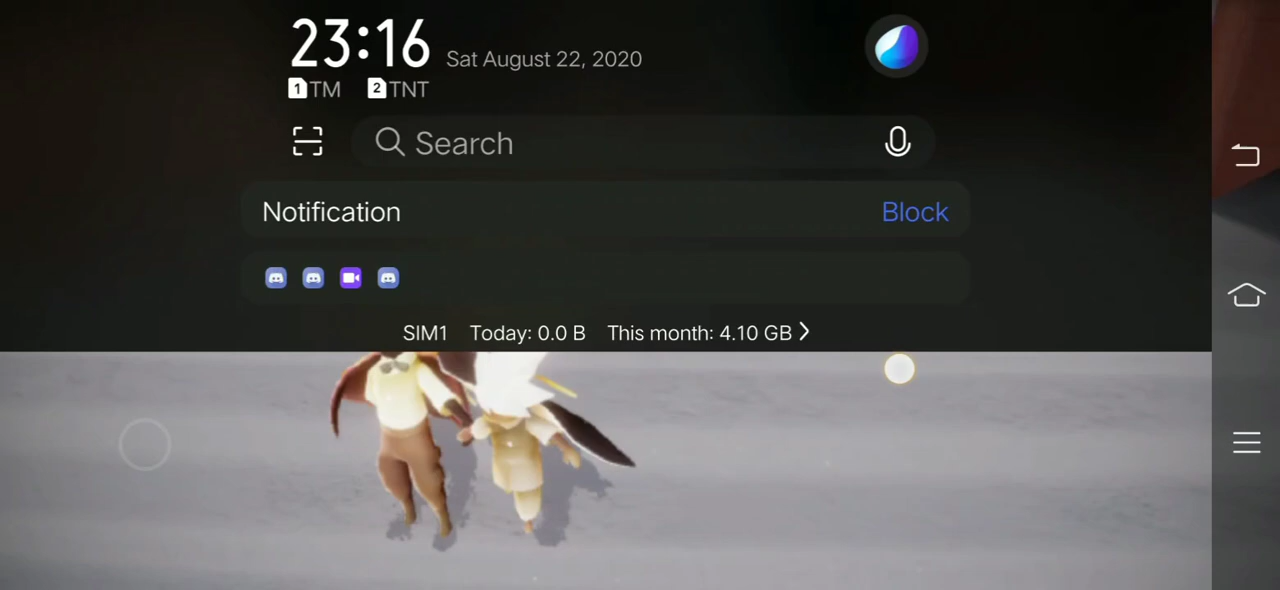 23:16 Sat August 22, 2020
1 TM 2 TNT
Search
Notification Block
SIM1 Today: 0.0 B This month: 4.10 GB